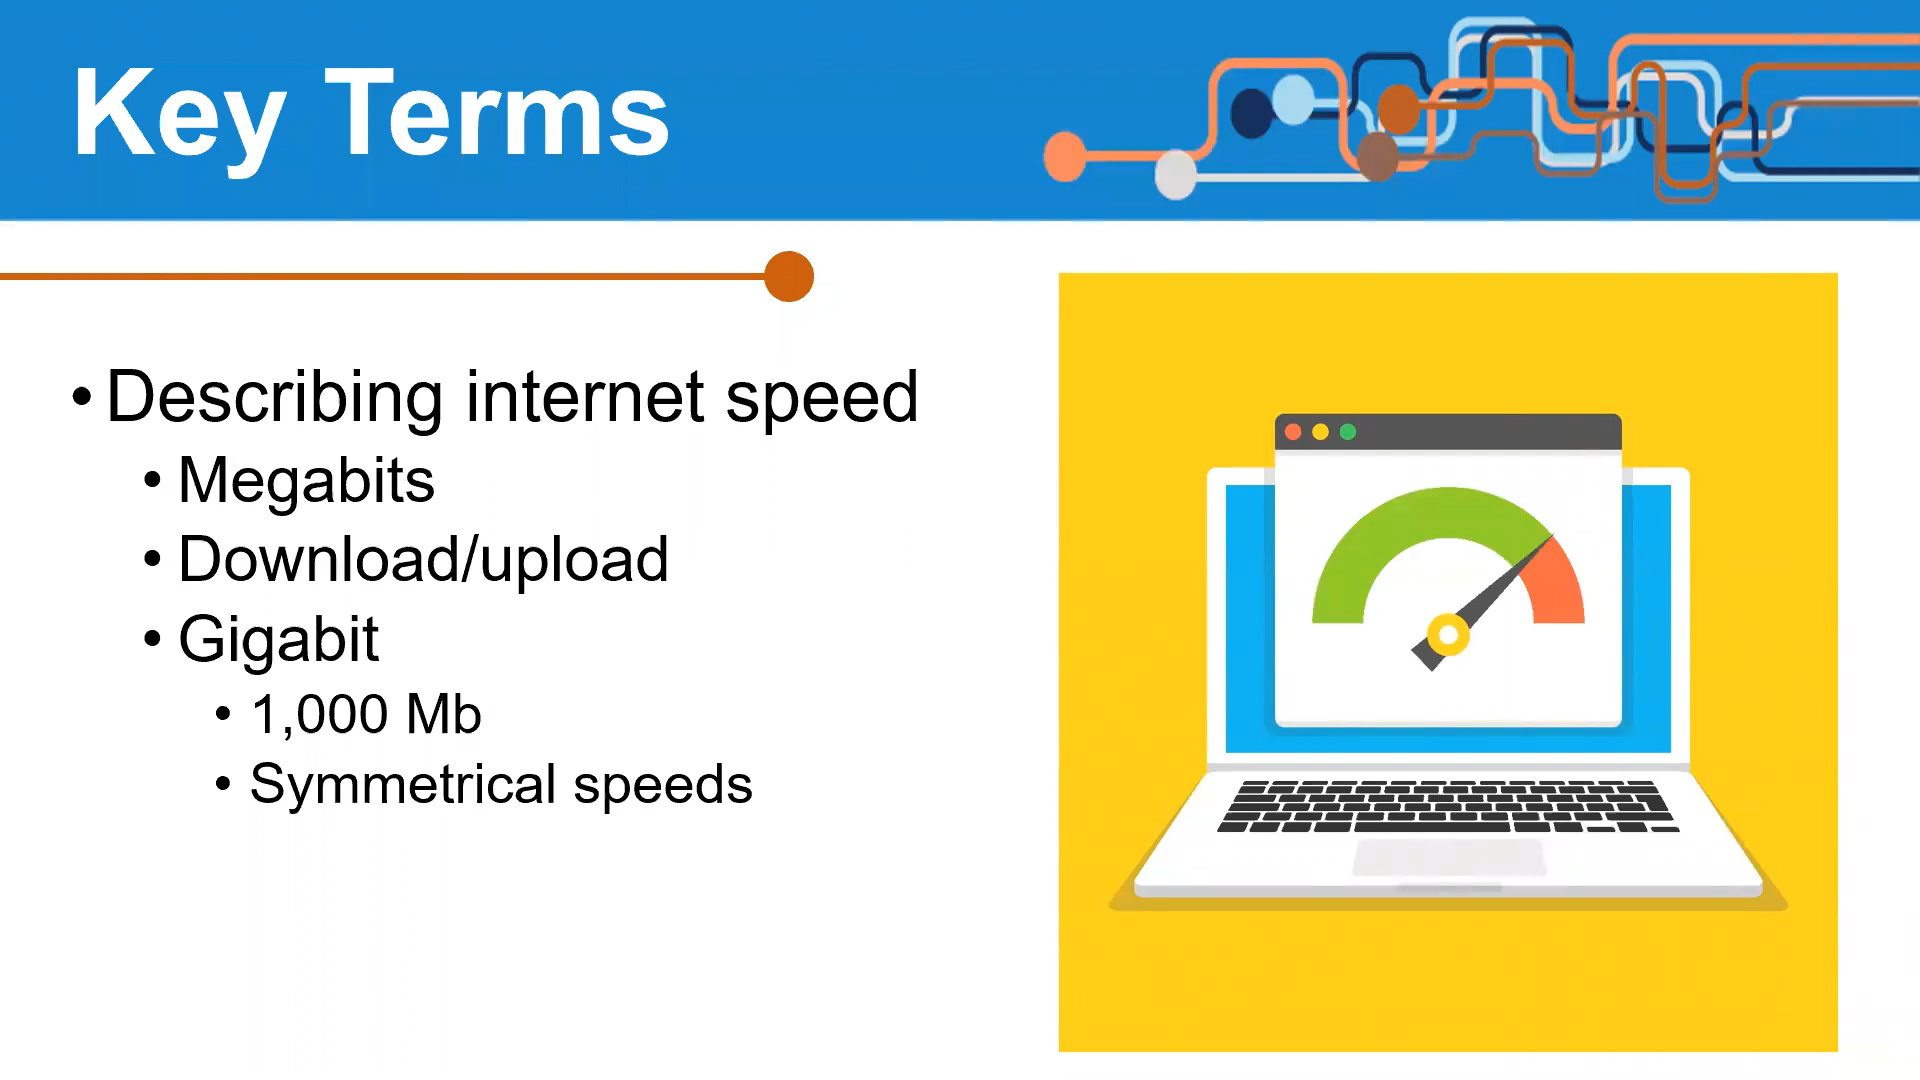 Key Terms
• Describing internet speed
• Megabits
• Download/upload
• Gigabit
• 1,000 Mb
• Symmetrical speeds